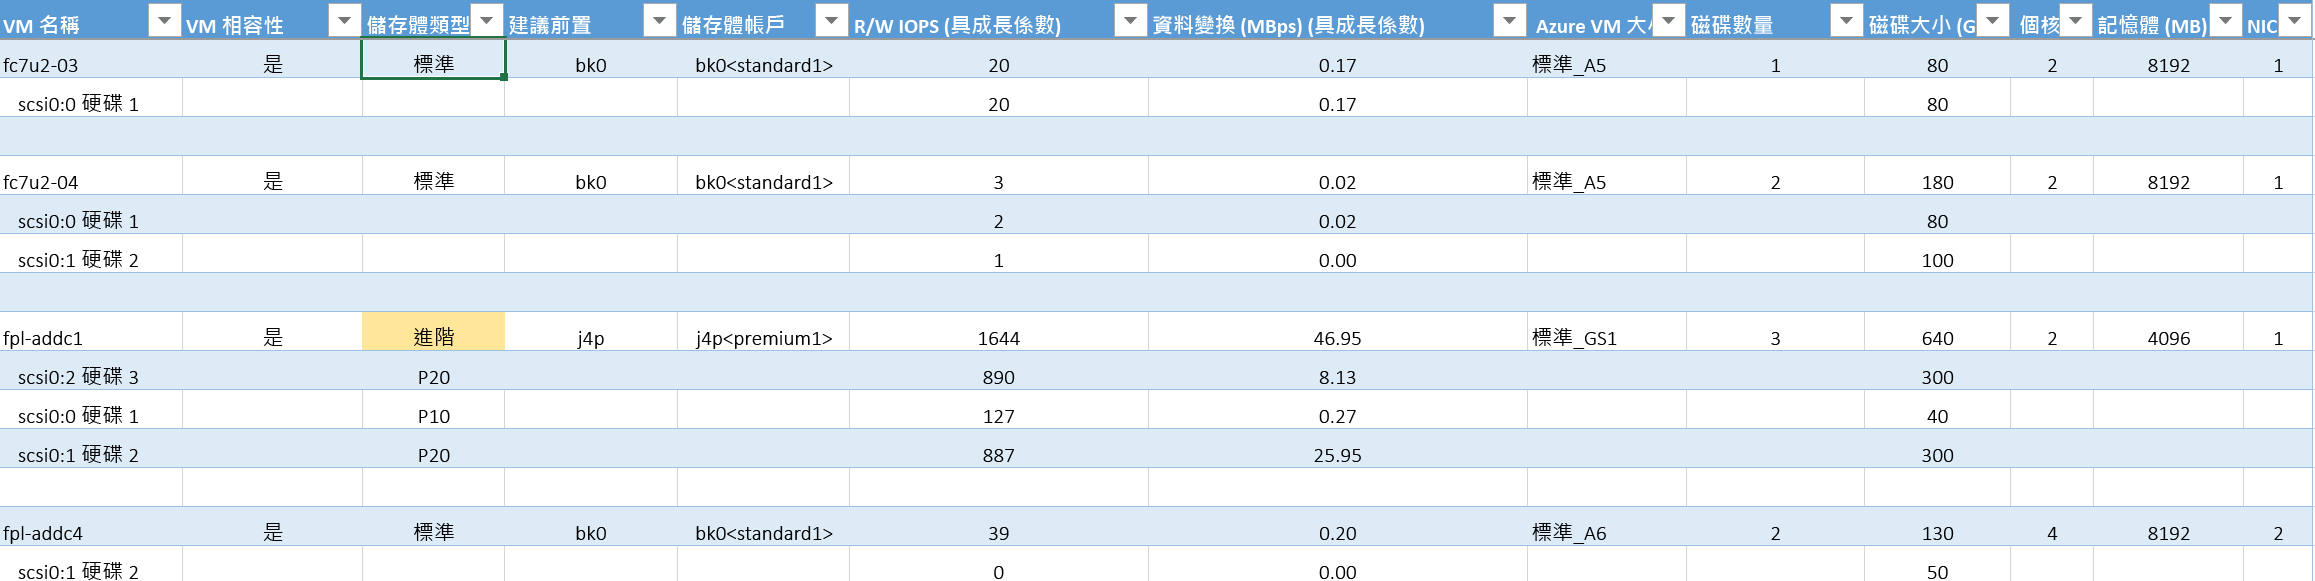 VM 名稱 VM 相容性 儲存體類型 建議前置 儲存體帳戶 R/W IOPS (具成長係數) 資料變換 (MBps) (具成長係數) Azure VM 大小 磁碟數量 磁碟大小 (G 個核 記憶體 (MB) NIC
fc7u2-03 是 標準 bk0 bk0<standard1> 20 0.17 標準_A5 1 80 2 8192 1
scsi0:0 硬碟 1 20 0.17 80
fc7u2-04 是 標準 bk0 bk0<standard1> 3 0.02 標準_A5 2 180 2 8192 1
scsi0:0 硬碟 1 2 0.02 80
scsi0:1 硬碟 2 1 0.00 100
fpl-addc1 是 進階 j4p j4p<premium1> 1644 46.95 標準_GS1 3 640 2 4096 1
scsi0:2 硬碟 3 P20 890 8.13 300
scsi0:0 硬碟 1 P10 127 0.27 40
scsi0:1 硬碟 2 P20 887 25.95 300
fpl-addc4 是 標準 bk0 bk0<standard1> 39 0.20 標準_A6 2 130 4 8192 2
scsi0:1 硬碟 2 0 0.00 50